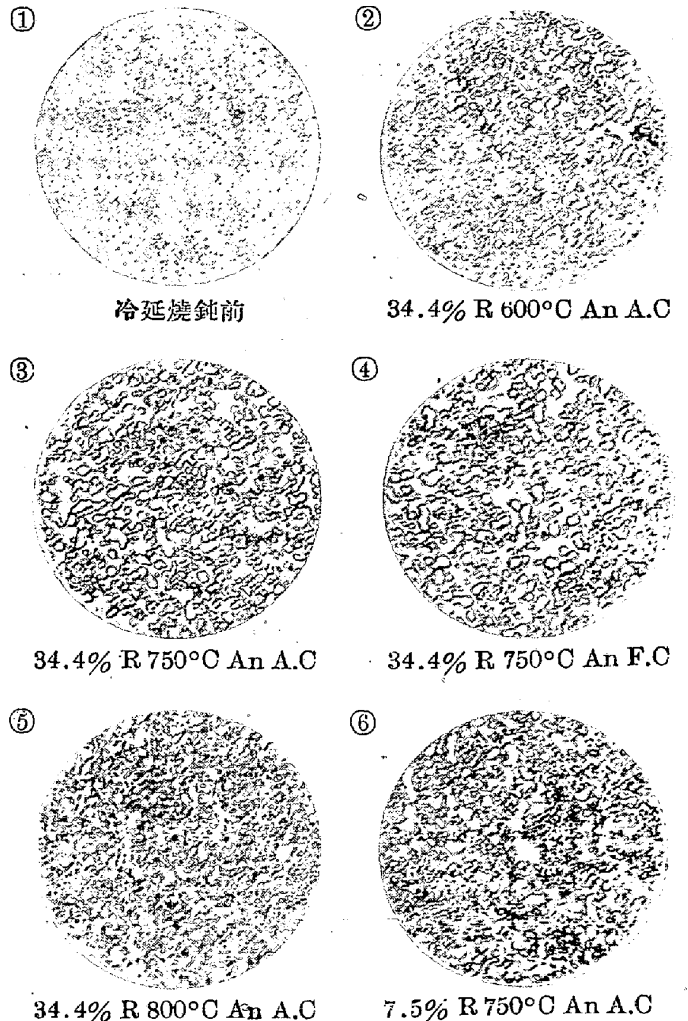 ①
②
冷延燒鈍前
34.4% R 600°C An A.C
③
④
34.4% R 750°C An A.C
34.4% R 750°C An F.C
⑤
⑥
34.4% R 800°C An A.C
7.5% R 750°C An A.C